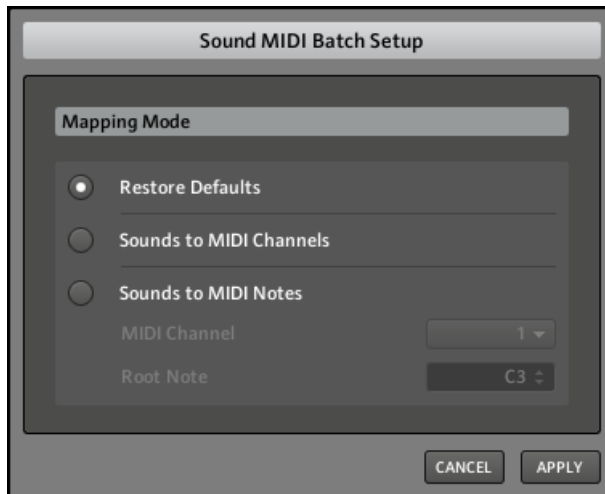 Sound MIDI Batch Setup
Mapping Mode
Restore Defaults
Sounds to MIDI Channels
Sounds to MIDI Notes
MIDI Channel 1
Root Note C3
CANCEL APPLY